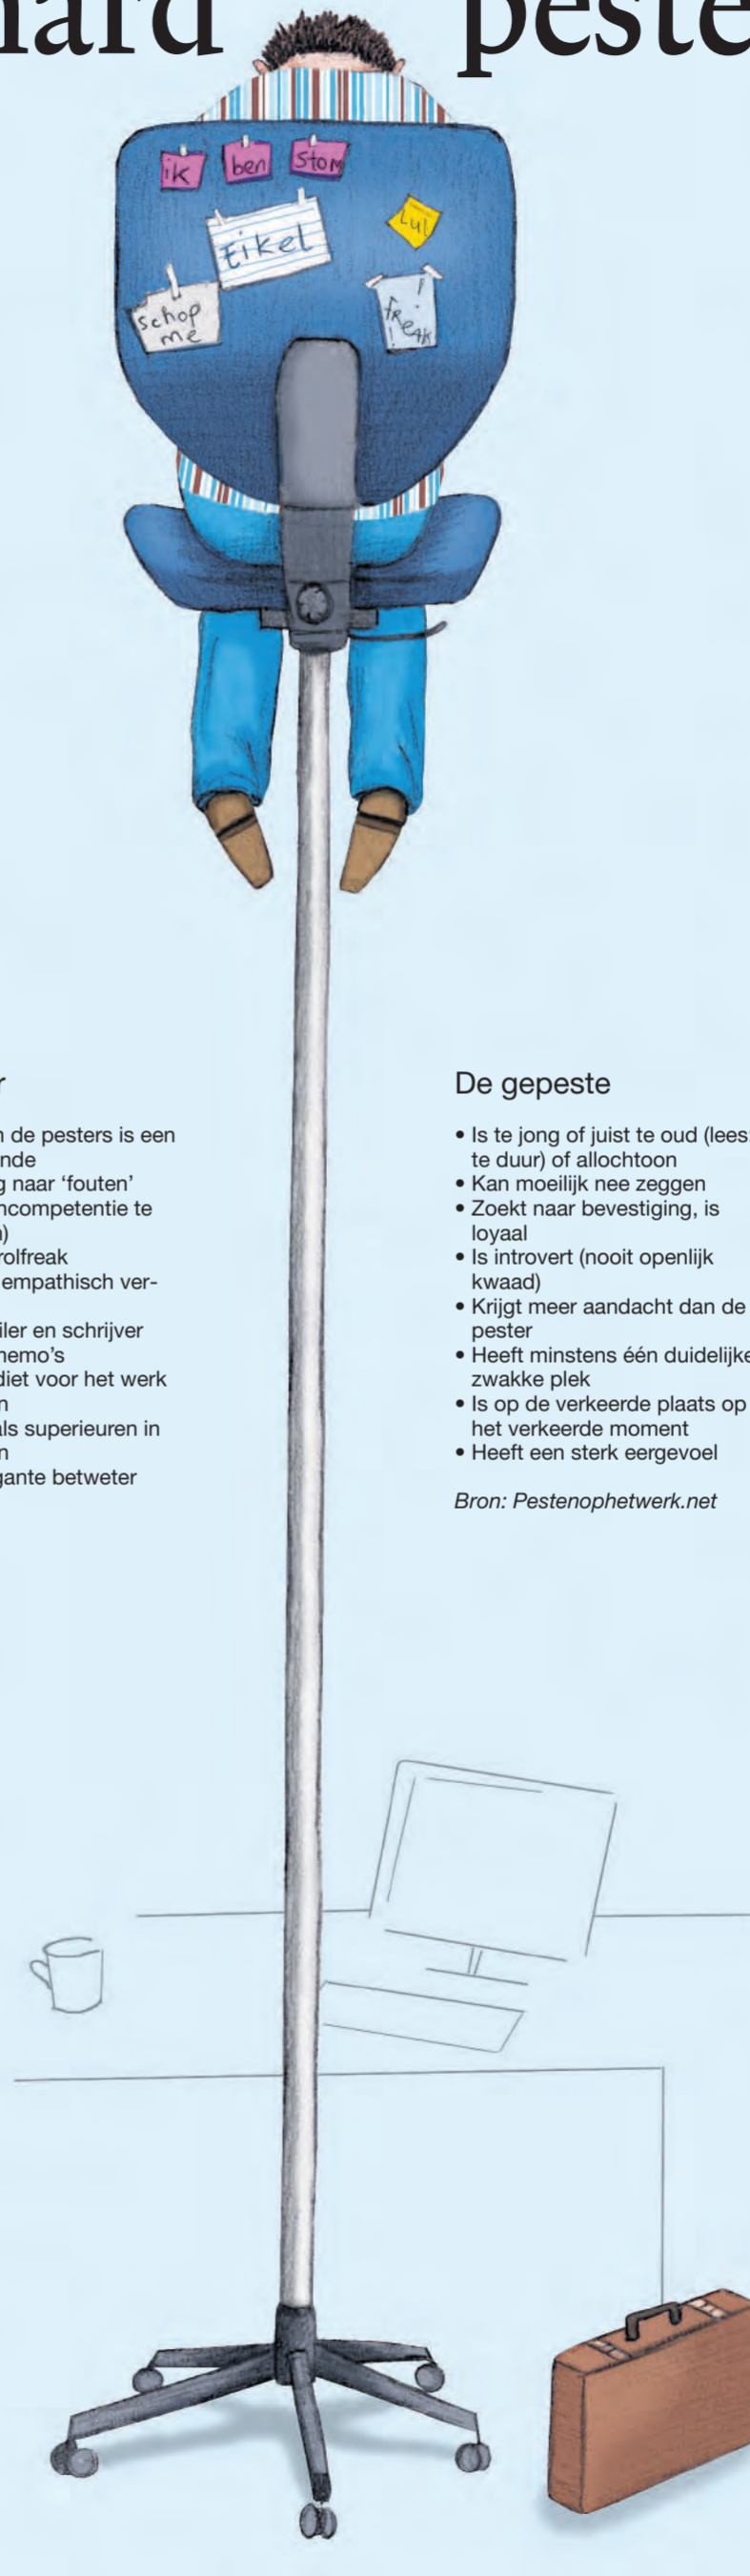 hard peste
ik ben stom
Eikel
Lul
schop
me
! freak !
r
n de pesters is een
nde
g naar ‘fouten’
ncompetentie te
n)
rolfreak
empathisch ver-
iler en schrijver
nemo’s
diet voor het werk
n
als superieuren in
n
gante betweter
De gepeste
• Is te jong of juist te oud (lees:
te duur) of allochtoon
• Kan moeilijk nee zeggen
• Zoekt naar bevestiging, is
loyaal
• Is introvert (nooit openlijk
kwaad)
• Krijgt meer aandacht dan de
pester
• Heeft minstens één duidelijke
zwakke plek
• Is op de verkeerde plaats op
het verkeerde moment
• Heeft een sterk eergevoel
Bron: Pestenophetwerk.net